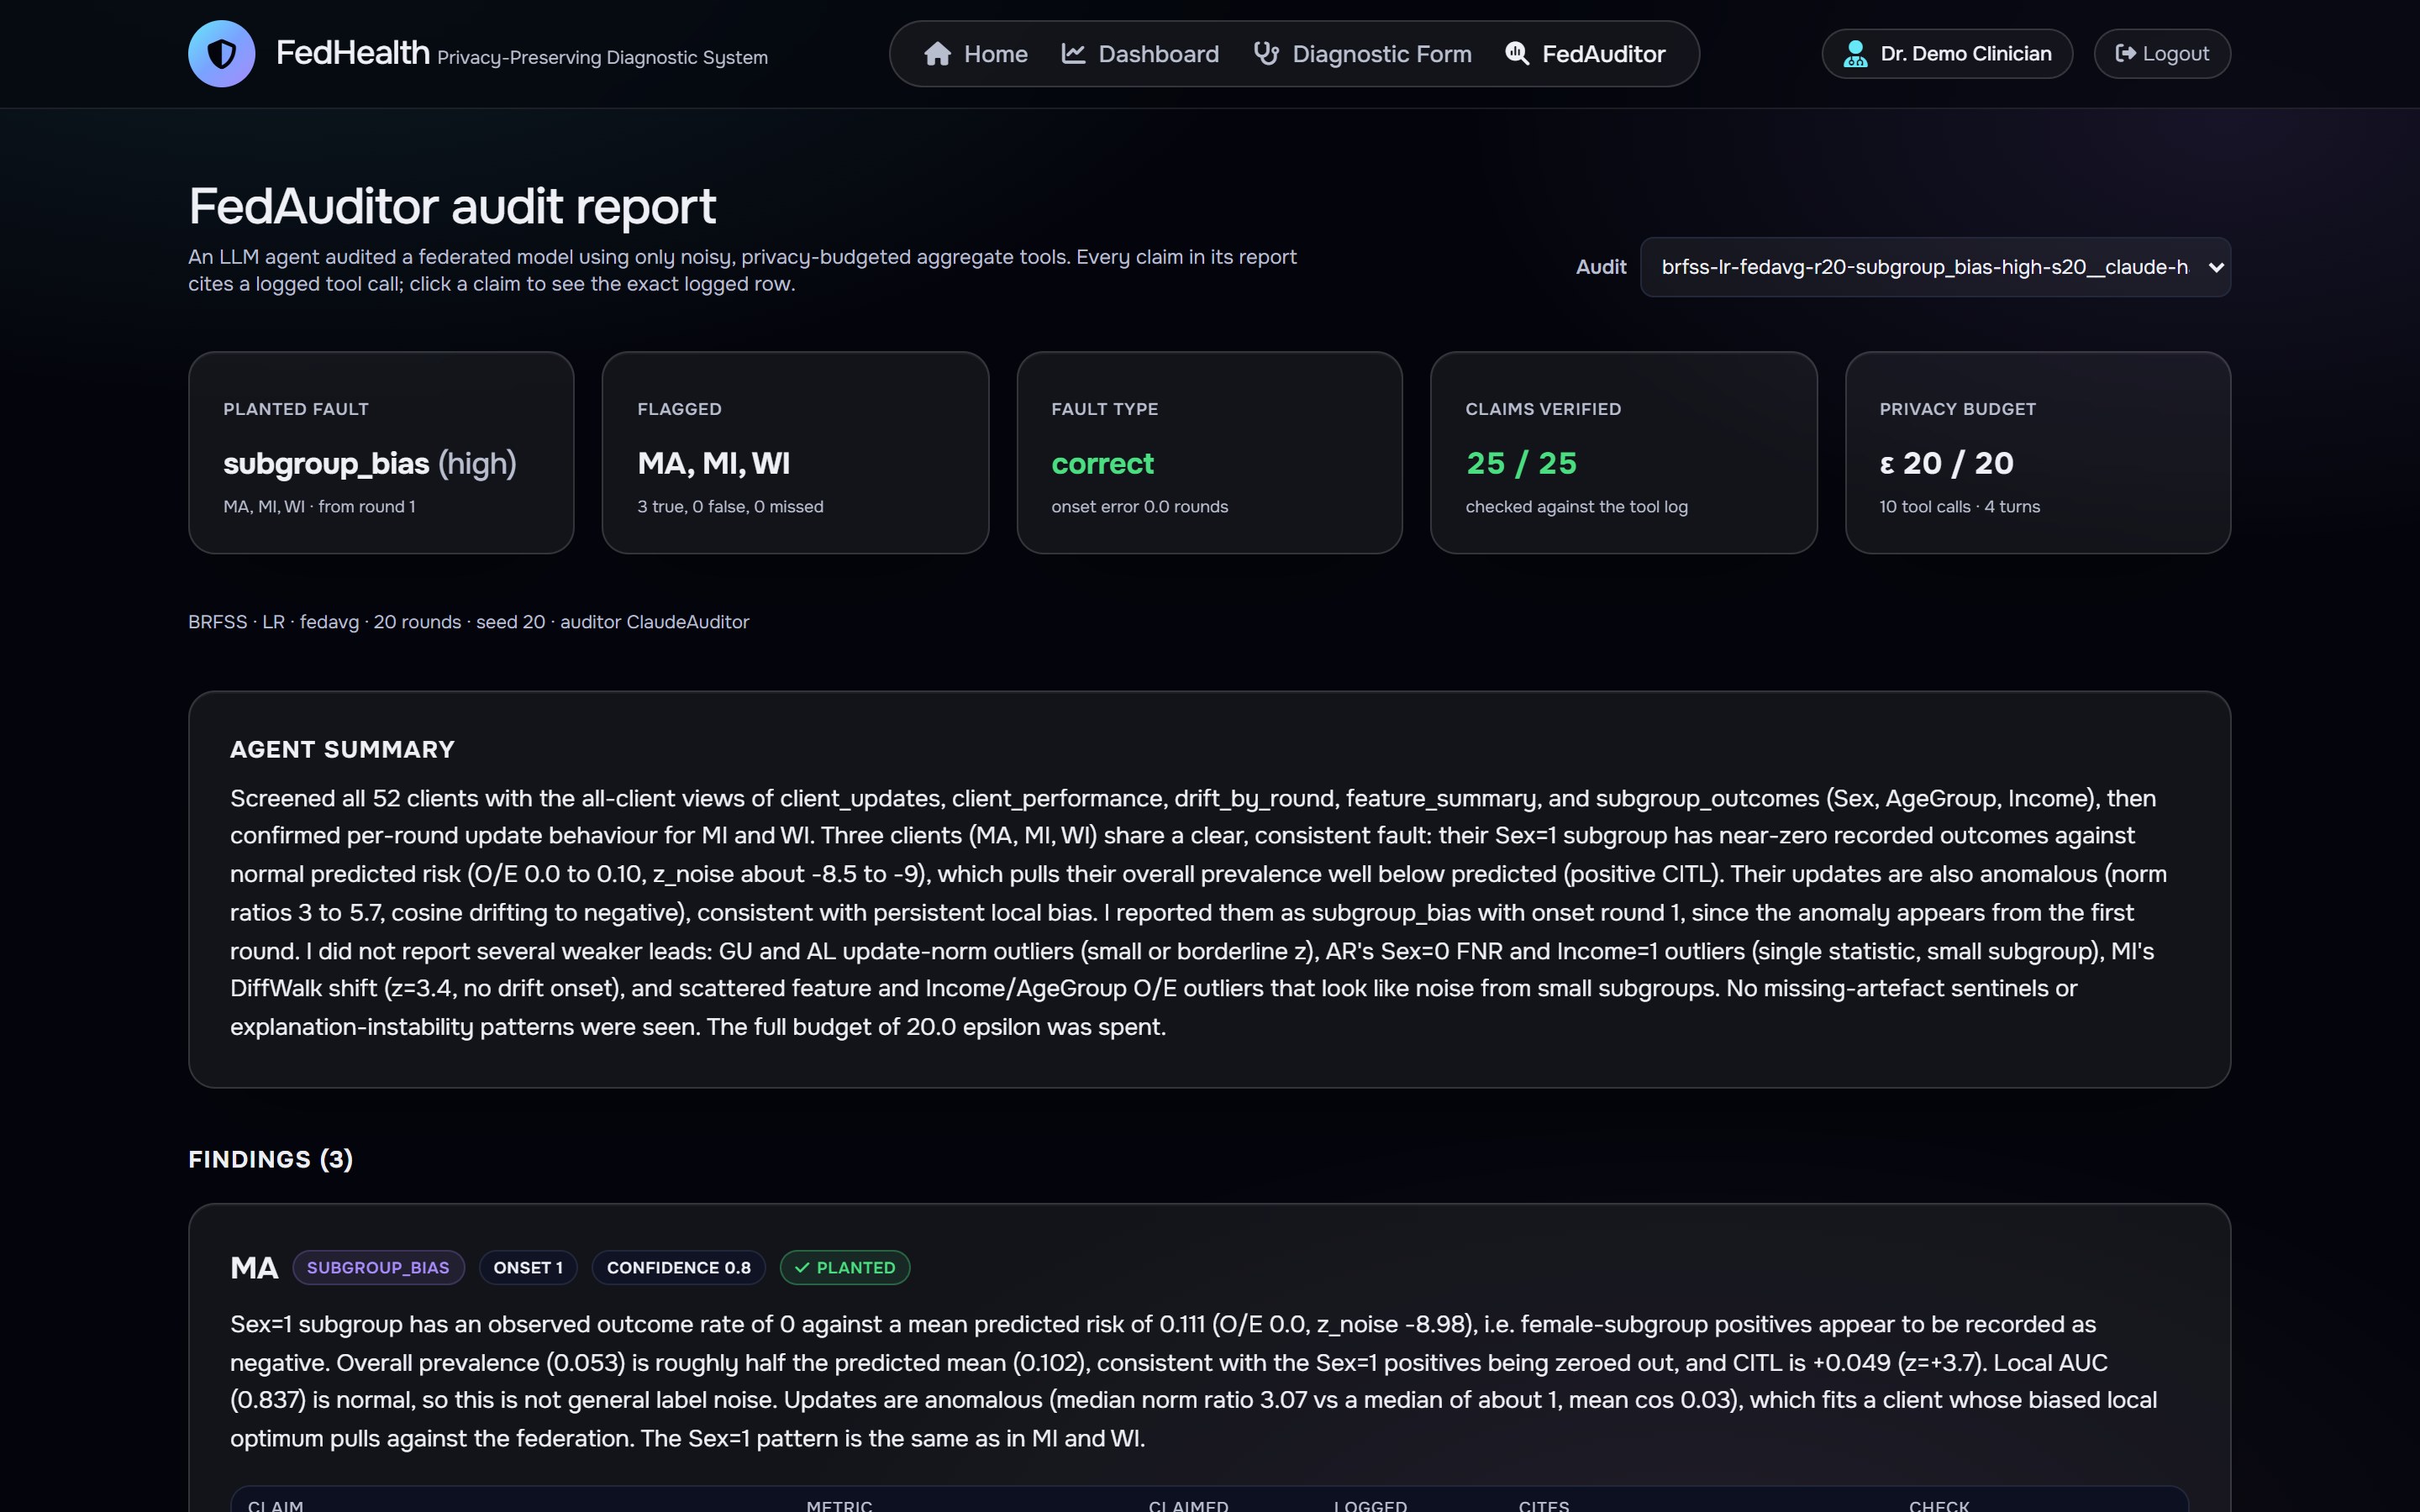 FedHealth Privacy-Preserving Diagnostic System
Home
Dashboard
Diagnostic Form
FedAuditor
Dr. Demo Clinician
Logout
FedAuditor audit report
An LLM agent audited a federated model using only noisy, privacy-budgeted aggregate tools. Every claim in its report
cites a logged tool call; click a claim to see the exact logged row.
Audit
brfss-lr-fedavg-r20-subgroup_bias-high-s20__claude-h
PLANTED FAULT
subgroup_bias (high)
MA, MI, WI · from round 1
FLAGGED
MA, MI, WI
3 true, 0 false, 0 missed
FAULT TYPE
correct
onset error 0.0 rounds
CLAIMS VERIFIED
25 / 25
checked against the tool log
PRIVACY BUDGET
ε 20 / 20
10 tool calls · 4 turns
BRFSS · LR · fedavg · 20 rounds · seed 20 · auditor ClaudeAuditor
AGENT SUMMARY
Screened all 52 clients with the all-client views of client_updates, client_performance, drift_by_round, feature_summary, and subgroup_outcomes (Sex, AgeGroup, Income), then
confirmed per-round update behaviour for MI and WI. Three clients (MA, MI, WI) share a clear, consistent fault: their Sex=1 subgroup has near-zero recorded outcomes against
normal predicted risk (O/E 0.0 to 0.10, z_noise about -8.5 to -9), which pulls their overall prevalence well below predicted (positive CITL). Their updates are also anomalous (norm
ratios 3 to 5.7, cosine drifting to negative), consistent with persistent local bias. I reported them as subgroup_bias with onset round 1, since the anomaly appears from the first
round. I did not report several weaker leads: GU and AL update-norm outliers (small or borderline z), AR's Sex=0 FNR and Income=1 outliers (single statistic, small subgroup), MI's
DiffWalk shift (z=3.4, no drift onset), and scattered feature and Income/AgeGroup O/E outliers that look like noise from small subgroups. No missing-artefact sentinels or
explanation-instability patterns were seen. The full budget of 20.0 epsilon was spent.
FINDINGS (3)
MA
SUBGROUP_BIAS
ONSET 1
CONFIDENCE 0.8
PLANTED
Sex=1 subgroup has an observed outcome rate of 0 against a mean predicted risk of 0.111 (O/E 0.0, z_noise -8.98), i.e. female-subgroup positives appear to be recorded as
negative. Overall prevalence (0.053) is roughly half the predicted mean (0.102), consistent with the Sex=1 positives being zeroed out, and CITL is +0.049 (z=+3.7). Local AUC
(0.837) is normal, so this is not general label noise. Updates are anomalous (median norm ratio 3.07 vs a median of about 1, mean cos 0.03), which fits a client whose biased local
optimum pulls against the federation. The Sex=1 pattern is the same as in MI and WI.
CLAIM
METRIC
CLAIMED
LOGGED
CITES
CHECK